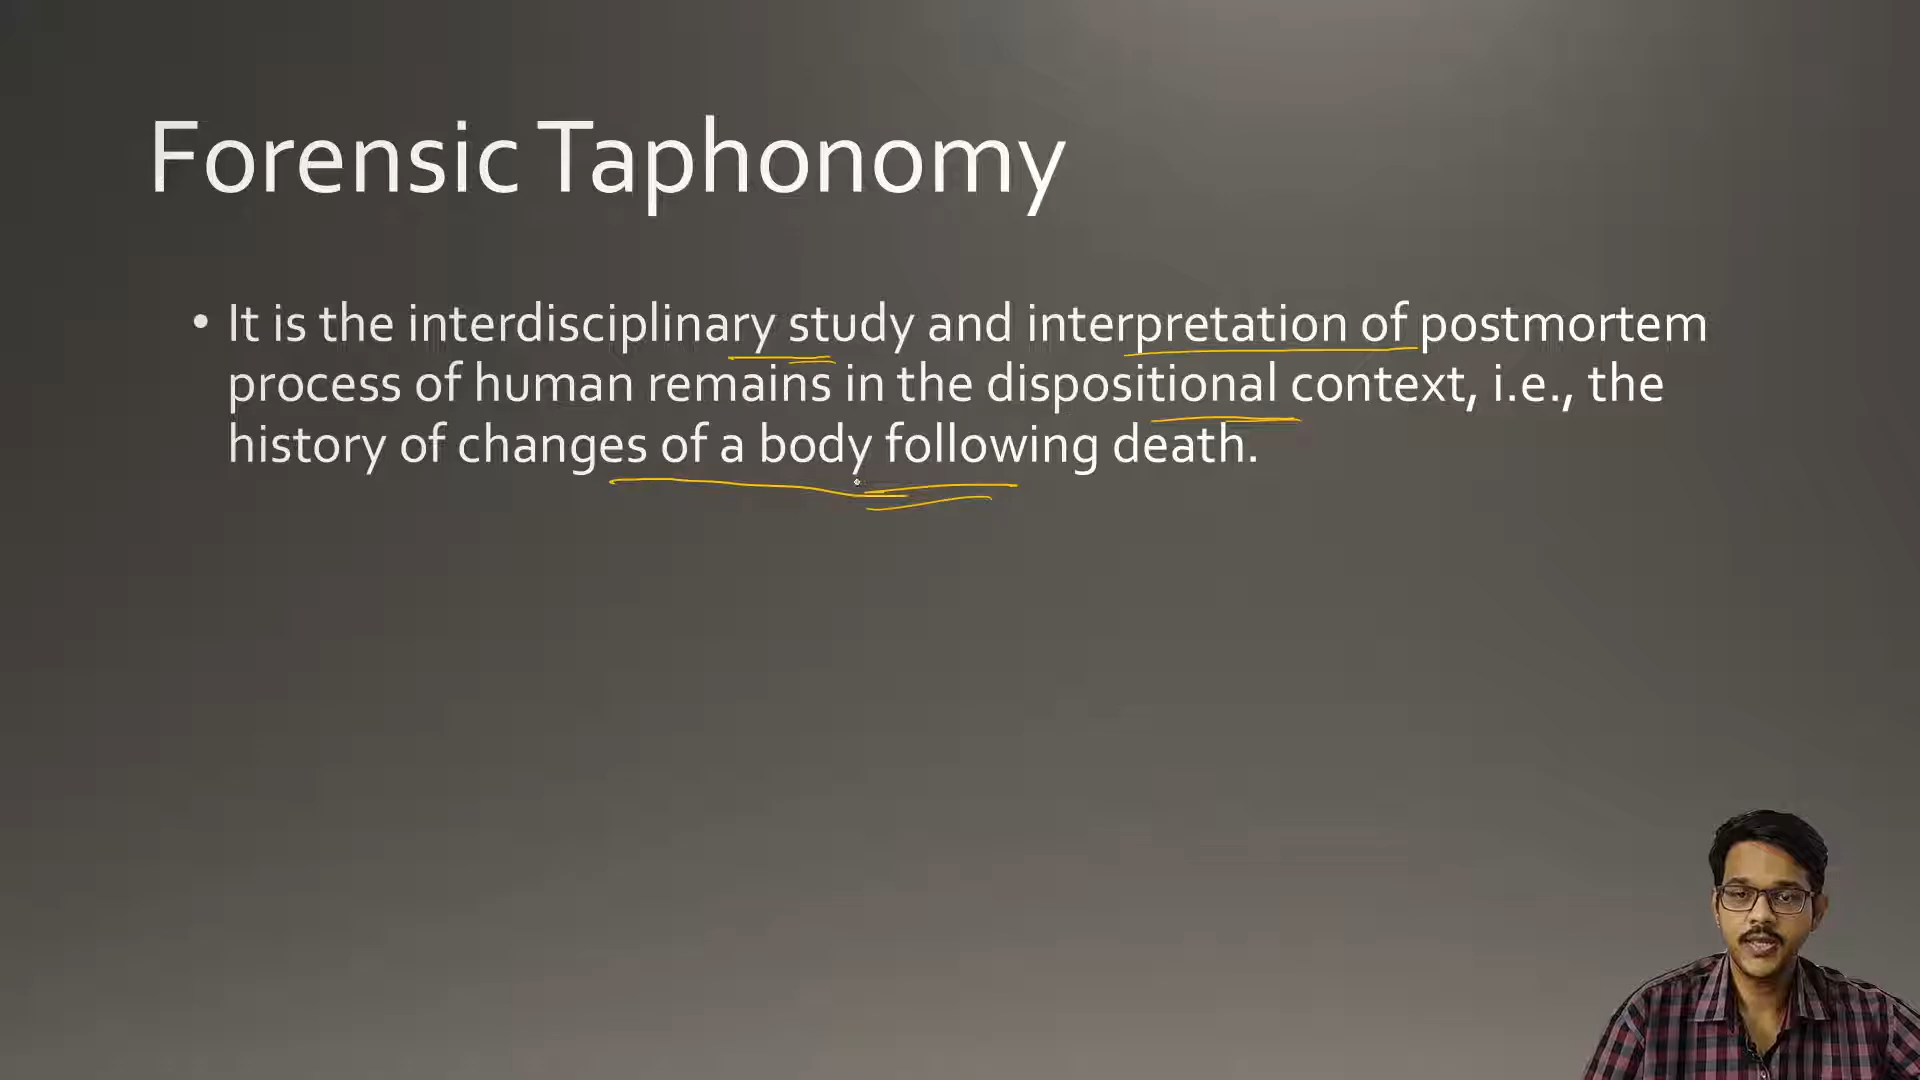 Forensic Taphonomy
• It is the interdisciplinary study and interpretation of postmortem
process of human remains in the dispositional context, i.e., the
history of changes of a body following death.